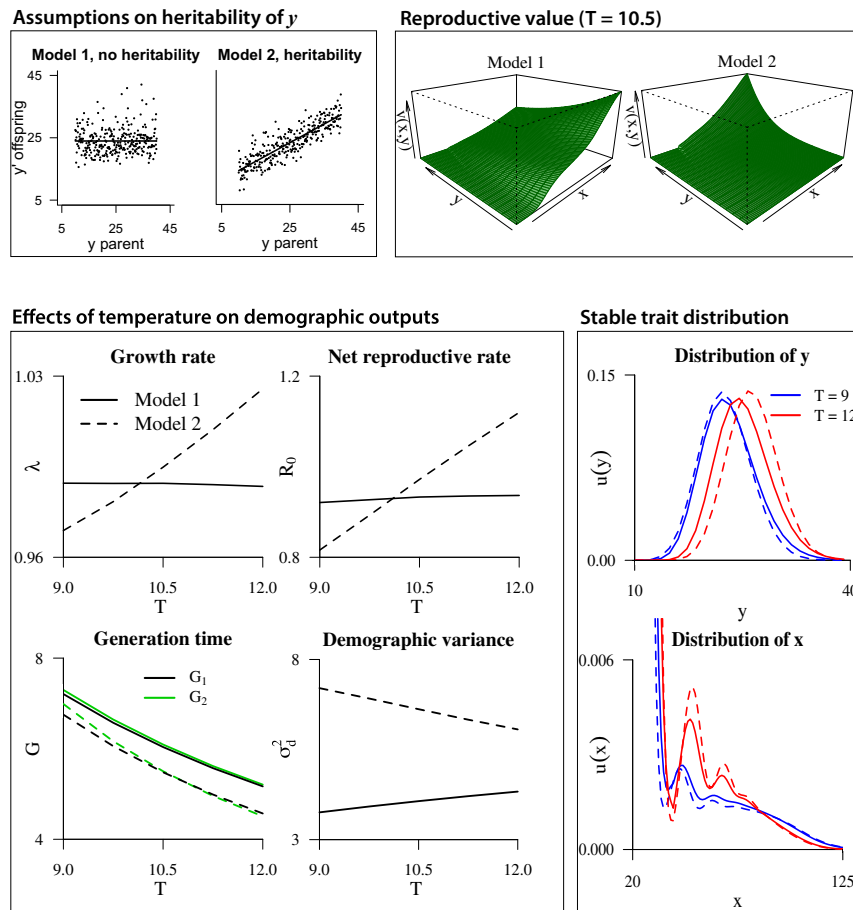 Assumptions on heritability of y
Model 1, no heritability
Model 2, heritability
45
25
5
y' offspring
5
25
45
y parent
5
25
45
y parent
Reproductive value (T = 10.5)
Model 1
v(x,y)
y
x
Model 2
v(x,y)
y
x
Effects of temperature on demographic outputs
Growth rate
1.03
λ
0.96
Model 1
Model 2
9.0
10.5
12.0
T
Net reproductive rate
1.2
R0
0.8
9.0
10.5
12.0
T
Generation time
8
G
4
G1
G2
9.0
10.5
12.0
T
Demographic variance
8
σ²d
3
9.0
10.5
12.0
T
Stable trait distribution
Distribution of y
0.15
u(y)
0.00
T = 9
T = 12
10
40
y
Distribution of x
0.006
u(x)
0.000
20
125
x